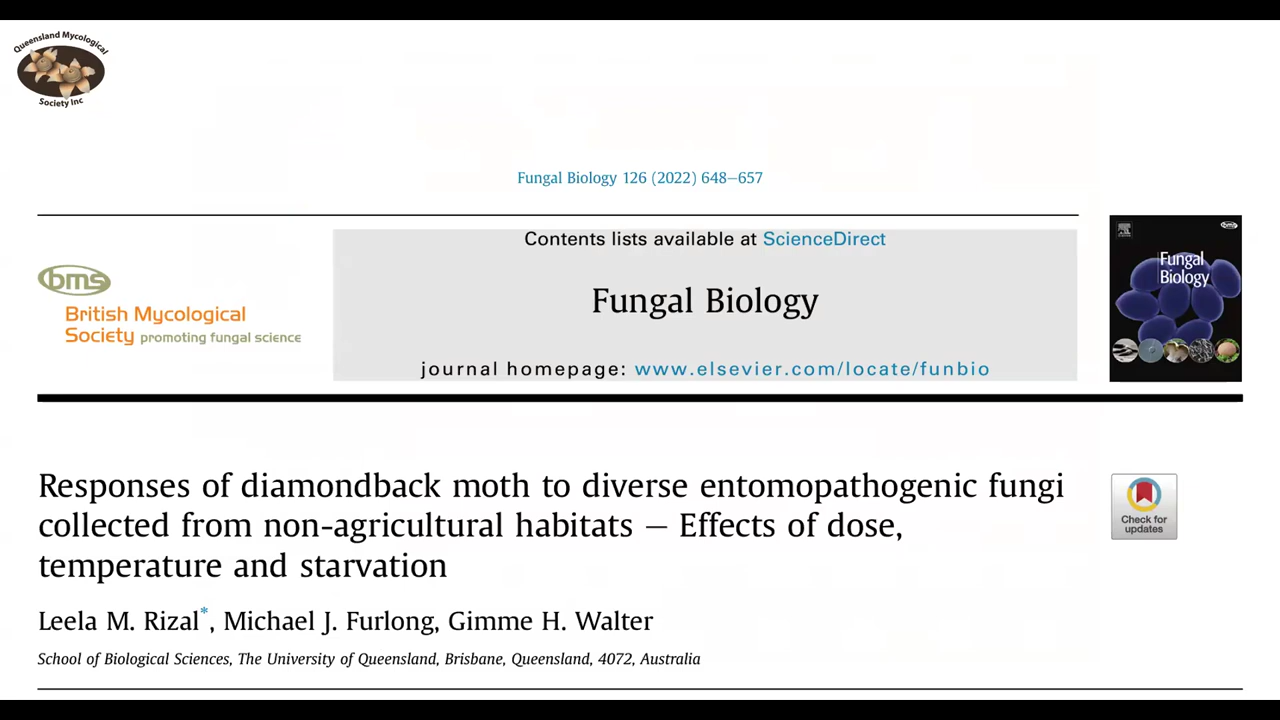 Queensland Mycological
Society Inc
Fungal Biology 126 (2022) 648–657
Contents lists available at ScienceDirect
bms
British Mycological
Society promoting fungal science
Fungal Biology
journal homepage: www.elsevier.com/locate/funbio
bms
Fungal
Biology
Responses of diamondback moth to diverse entomopathogenic fungi
collected from non-agricultural habitats – Effects of dose,
temperature and starvation
Check for
updates
Leela M. Rizal*, Michael J. Furlong, Gimme H. Walter
School of Biological Sciences, The University of Queensland, Brisbane, Queensland, 4072, Australia